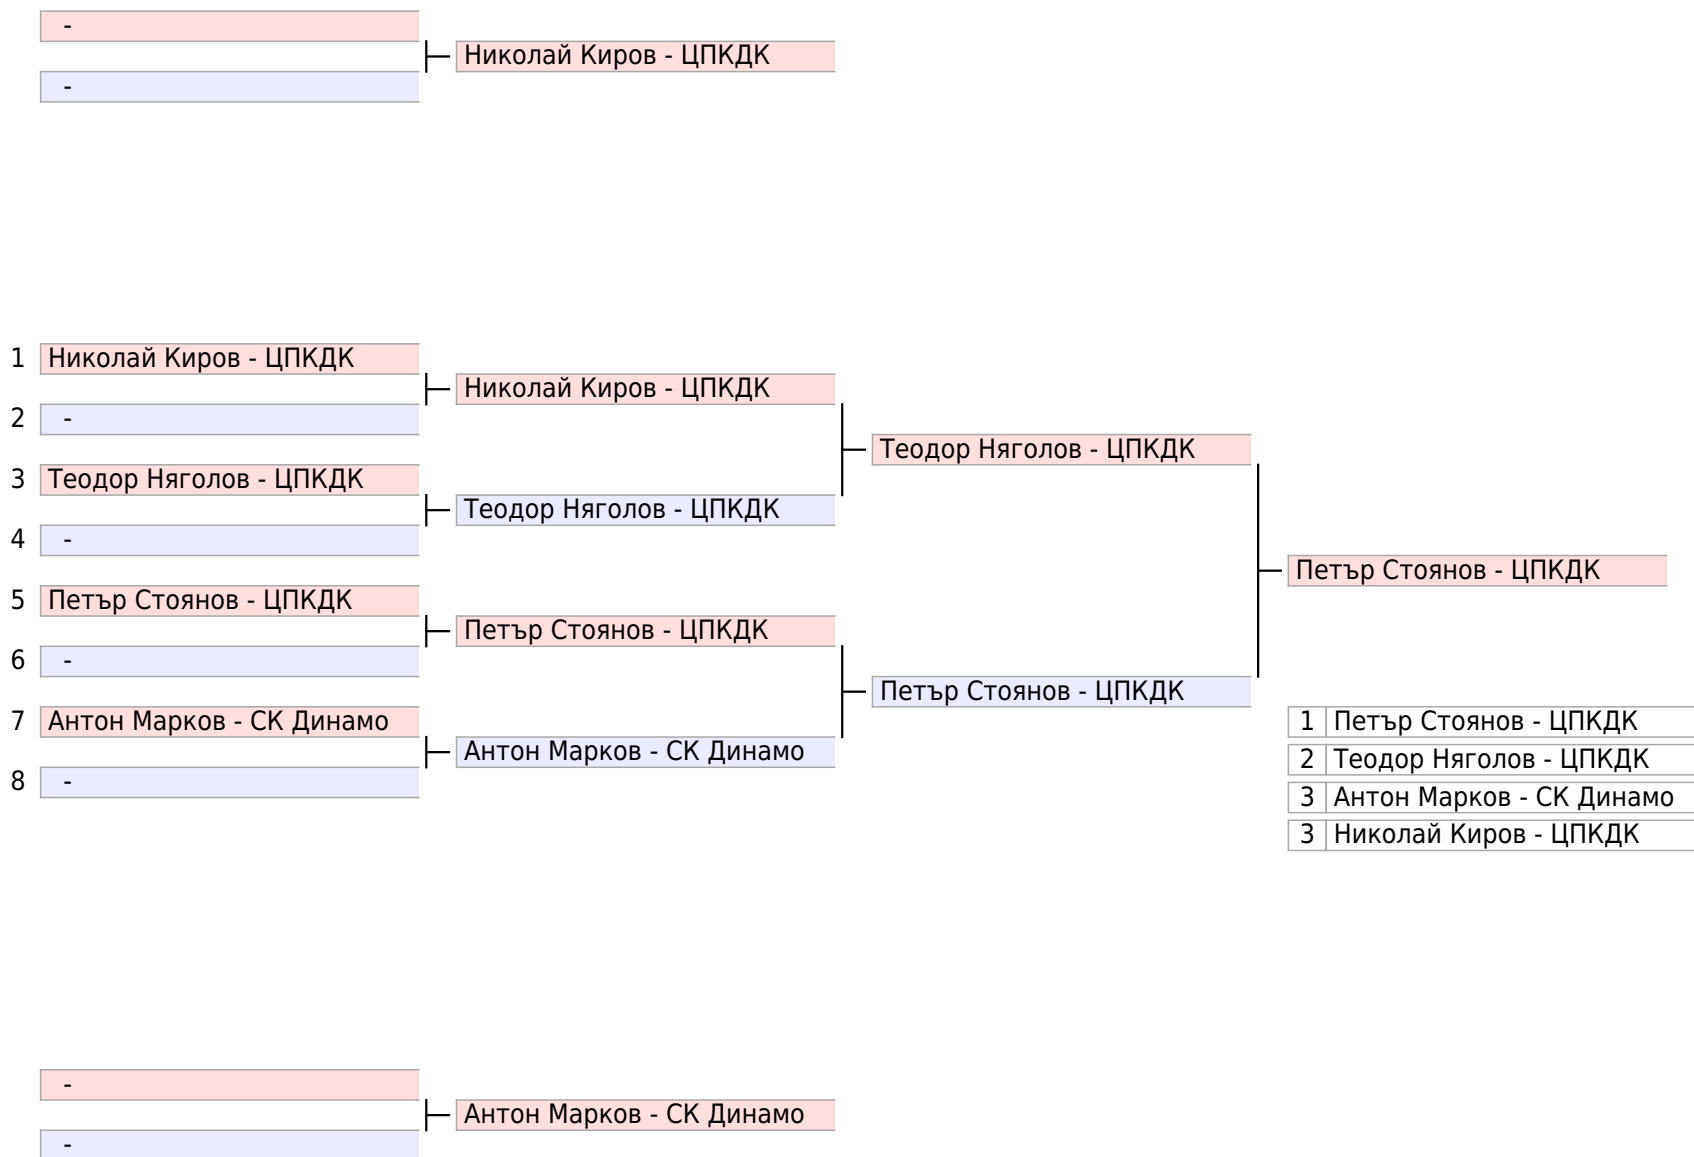 -
Николай Киров - ЦПКДК
-
1 Николай Киров - ЦПКДК
Николай Киров - ЦПКДК
2 -
Теодор Няголов - ЦПКДК
3 Теодор Няголов - ЦПКДК
Теодор Няголов - ЦПКДК
4 -
Петър Стоянов - ЦПКДК
5 Петър Стоянов - ЦПКДК
Петър Стоянов - ЦПКДК
6 -
Петър Стоянов - ЦПКДК
7 Антон Марков - СК Динамо
Антон Марков - СК Динамо
8 -
1 Петър Стоянов - ЦПКДК
2 Теодор Няголов - ЦПКДК
3 Антон Марков - СК Динамо
3 Николай Киров - ЦПКДК
-
Антон Марков - СК Динамо
-